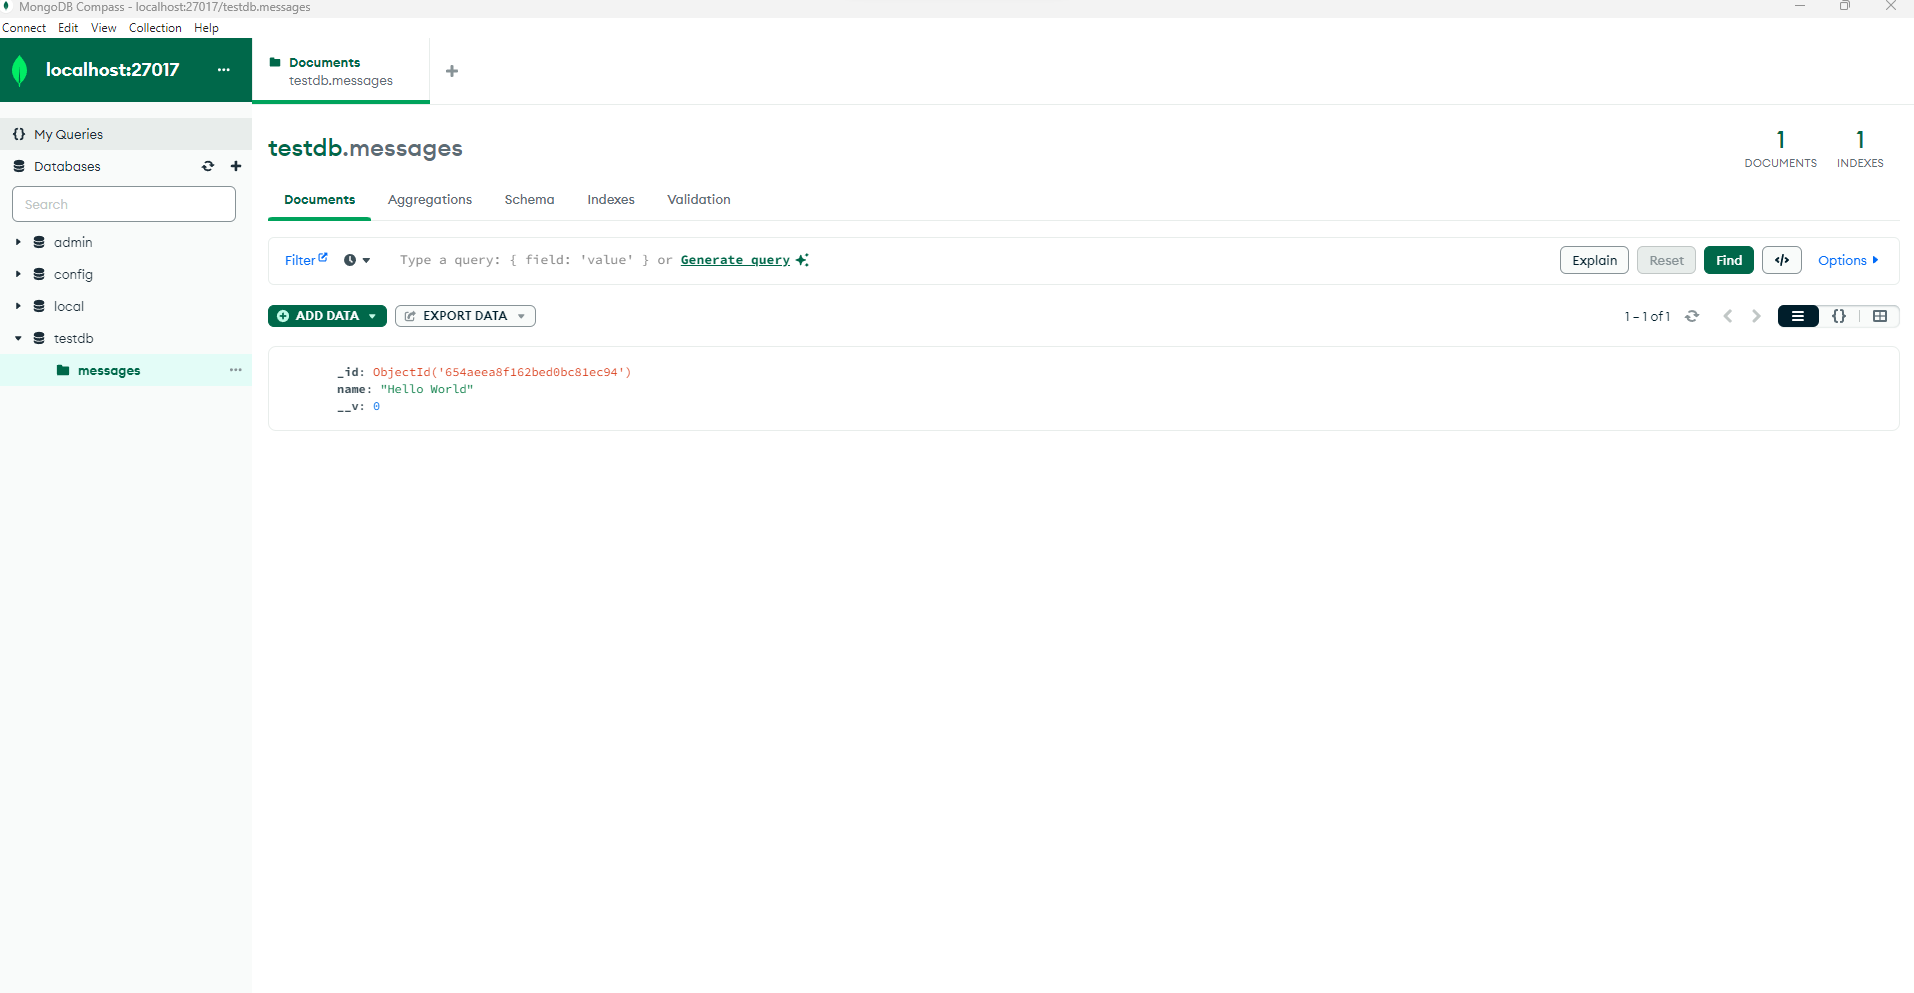 MongoDB Compass - localhost:27017/testdb.messages
Connect Edit View Collection Help
localhost:27017 ...
Documents
testdb.messages
{} My Queries
Databases
Search
admin
config
local
testdb
messages ...
testdb.messages
1 DOCUMENTS
1 INDEXES
Documents Aggregations Schema Indexes Validation
Filter Type a query: { field: 'value' } or Generate query Explain Reset Find </> Options
ADD DATA EXPORT DATA 1 – 1 of 1 {}
_id: ObjectId('654aeea8f162bed0bc81ec94')
name: "Hello World"
__v: 0